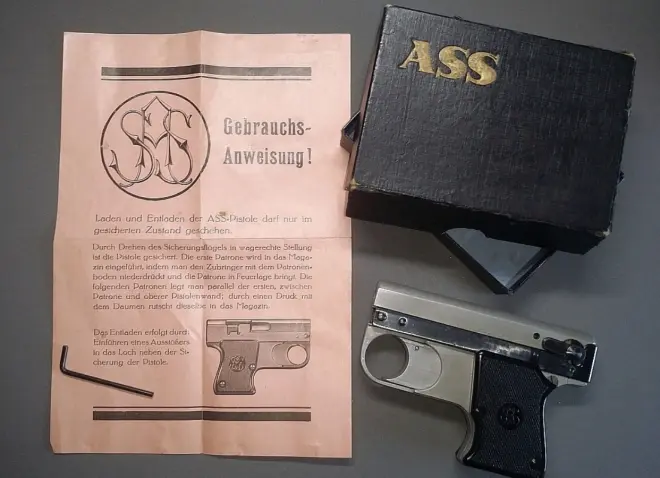 ASS
Gebrauchs-
Anweisung!
Laden und Entladen der ASS-Pistole darf nur im
gesicherten Zustand geschehen.
Durch Drehen des Sicherungsflügels in wagerechte Stellung
ist die Pistole gesichert. Die erste Patrone wird in das Maga-
zin eingeführt, indem man den Zubringer mit dem Patronen-
boden niederdrückt und die Patrone in Feuerlage bringt. Die
folgenden Patronen legt man parallel der ersten, zwischen
Patrone und oberer Pistolenwand; durch einen Druck mit
dem Daumen rutscht dieselbe in das Magazin.
Das Entladen erfolgt durch
Einführen eines Ausstoßers
in das Loch neben der Si-
cherung der Pistole.